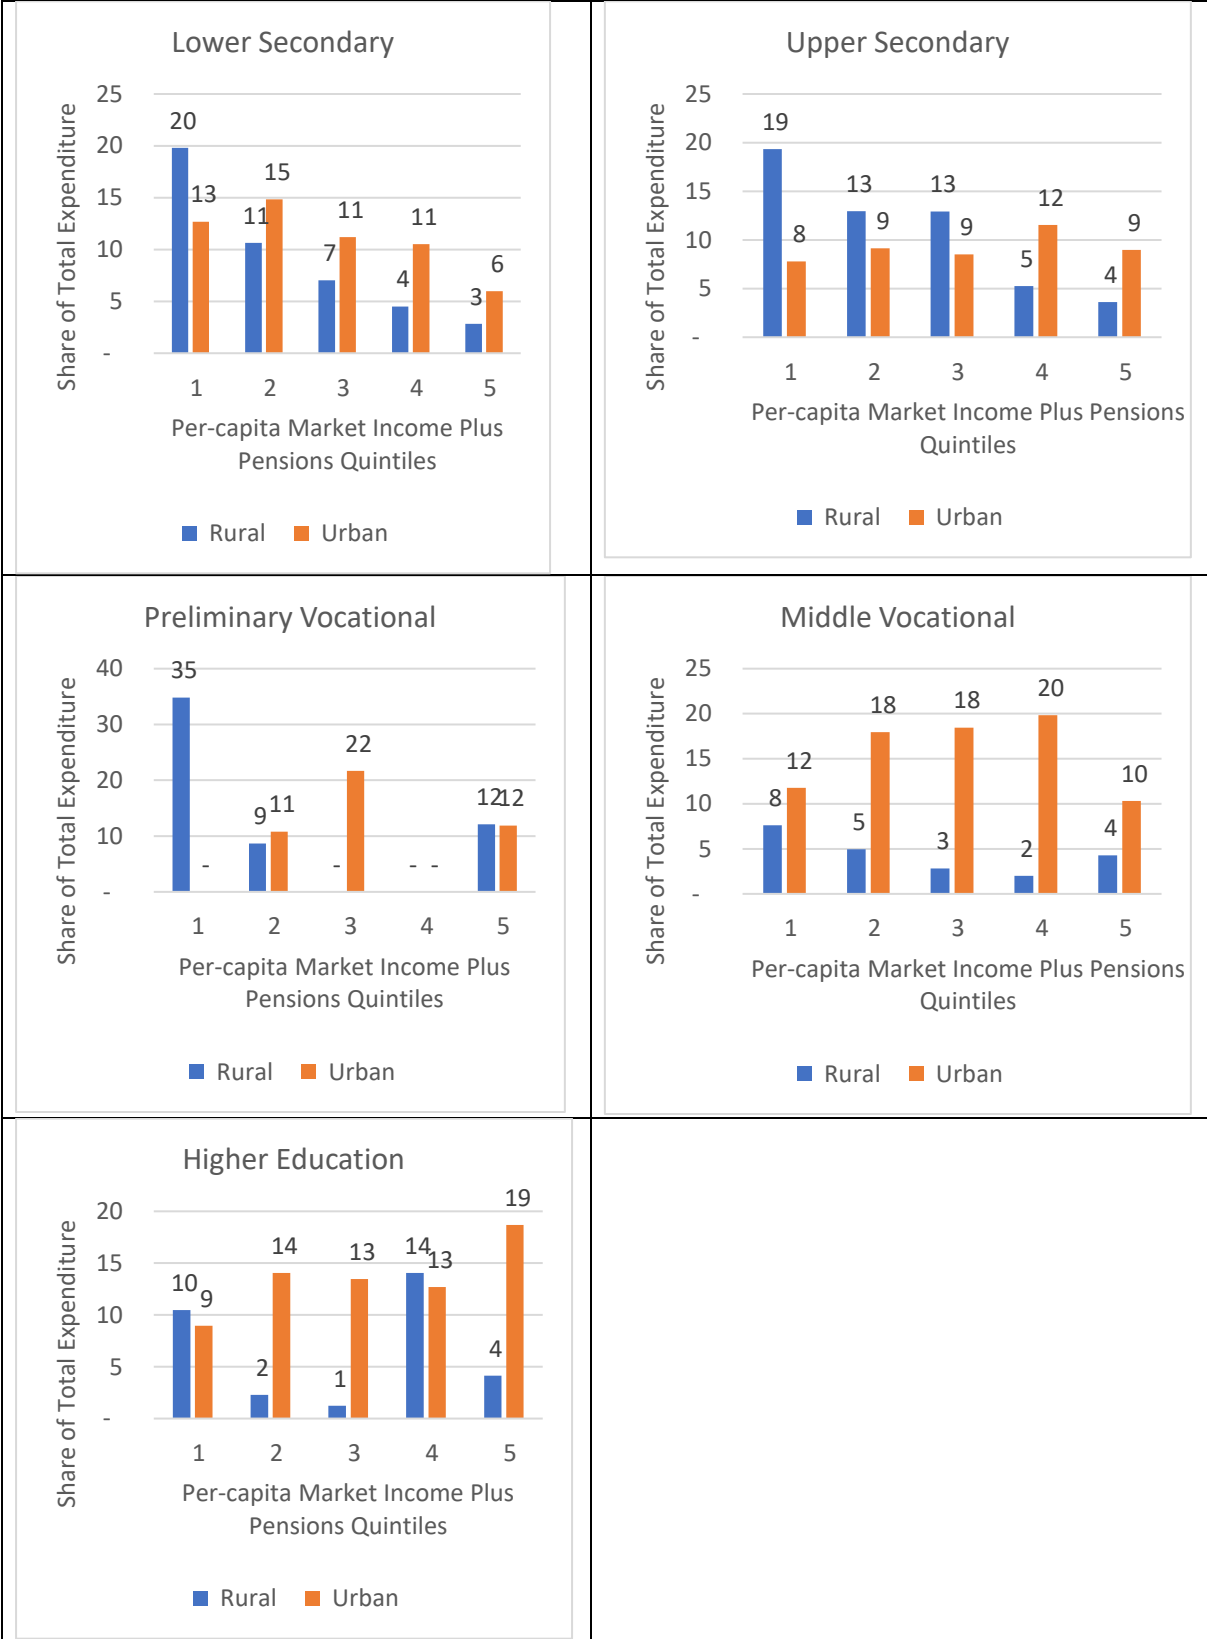 Lower Secondary
Share of Total Expenditure
25
20
15
10
5
-
20
13
11
15
7
11
4
11
3
6
1 2 3 4 5
Per-capita Market Income Plus
Pensions Quintiles
Rural Urban
Upper Secondary
Share of Total Expenditure
25
20
15
10
5
-
19
8
13
9
13
9
5
12
4
9
1 2 3 4 5
Per-capita Market Income Plus Pensions
Quintiles
Rural Urban
Preliminary Vocational
Share of Total Expenditure
40
30
20
10
-
35
-
9
11
-
22
-
-
12
12
1 2 3 4 5
Per-capita Market Income Plus
Pensions Quintiles
Rural Urban
Middle Vocational
Share of Total Expenditure
25
20
15
10
5
-
8
12
5
18
3
18
2
20
4
10
1 2 3 4 5
Per-capita Market Income Plus Pensions
Quintiles
Rural Urban
Higher Education
Share of Total Expenditure
20
15
10
5
-
10
9
2
14
1
13
14
13
4
19
1 2 3 4 5
Per-capita Market Income Plus
Pensions Quintiles
Rural Urban